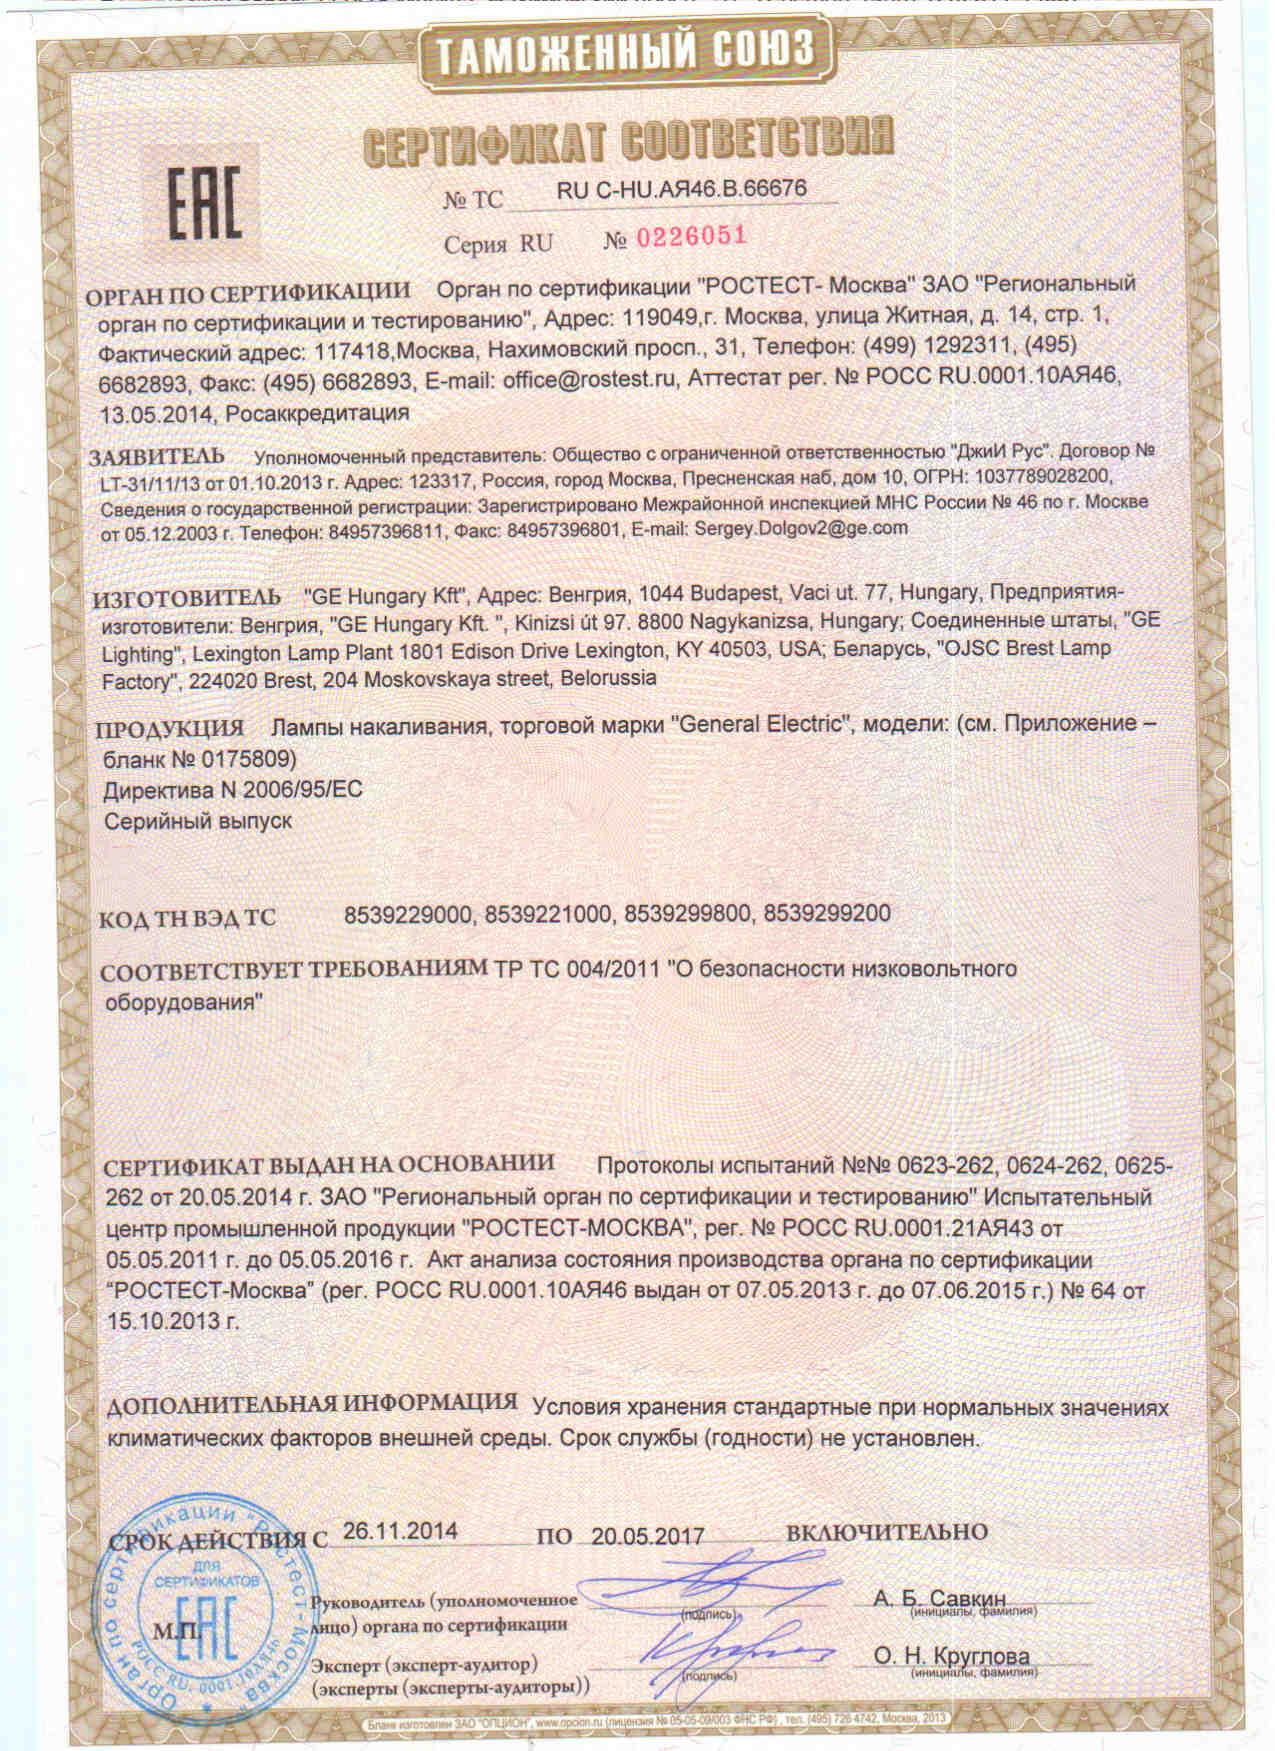 ТАМОЖЕННЫЙ СОЮЗ
СЕРТИФИКАТ СООТВЕТСТВИЯ
EAC
№ ТС RU C-HU.АЯ46.В.66676
Серия RU № 0226051
ОРГАН ПО СЕРТИФИКАЦИИ Орган по сертификации "РОСТЕСТ- Москва" ЗАО "Региональный
орган по сертификации и тестированию", Адрес: 119049,г. Москва, улица Житная, д. 14, стр. 1,
Фактический адрес: 117418,Москва, Нахимовский просп., 31, Телефон: (499) 1292311, (495)
6682893, Факс: (495) 6682893, E-mail: office@rostest.ru, Аттестат рег. № РОСС RU.0001.10АЯ46,
13.05.2014, Росаккредитация
ЗАЯВИТЕЛЬ Уполномоченный представитель: Общество с ограниченной ответственностью "ДжиИ Рус". Договор №
LT-31/11/13 от 01.10.2013 г. Адрес: 123317, Россия, город Москва, Пресненская наб, дом 10, ОГРН: 1037789028200,
Сведения о государственной регистрации: Зарегистрировано Межрайонной инспекцией МНС России № 46 по г. Москве
от 05.12.2003 г. Телефон: 84957396811, Факс: 84957396801, E-mail: Sergey.Dolgov2@ge.com
ИЗГОТОВИТЕЛЬ "GE Hungary Kft", Адрес: Венгрия, 1044 Budapest, Vaci ut. 77, Hungary, Предприятия-
изготовители: Венгрия, "GE Hungary Kft. ", Kinizsi út 97. 8800 Nagykanizsa, Hungary; Соединенные штаты, "GE
Lighting", Lexington Lamp Plant 1801 Edison Drive Lexington, KY 40503, USA; Беларусь, "OJSC Brest Lamp
Factory", 224020 Brest, 204 Moskovskaya street, Belorussia
ПРОДУКЦИЯ Лампы накаливания, торговой марки "General Electric", модели: (см. Приложение –
бланк № 0175809)
Директива N 2006/95/EC
Серийный выпуск
КОД ТН ВЭД ТС 8539229000, 8539221000, 8539299800, 8539299200
СООТВЕТСТВУЕТ ТРЕБОВАНИЯМ ТР ТС 004/2011 "О безопасности низковольтного
оборудования"
СЕРТИФИКАТ ВЫДАН НА ОСНОВАНИИ Протоколы испытаний №№ 0623-262, 0624-262, 0625-
262 от 20.05.2014 г. ЗАО "Региональный орган по сертификации и тестированию" Испытательный
центр промышленной продукции "РОСТЕСТ-МОСКВА", рег. № РОСС RU.0001.21АЯ43 от
05.05.2011 г. до 05.05.2016 г. Акт анализа состояния производства органа по сертификации
“РОСТЕСТ-Москва” (рег. РОСС RU.0001.10АЯ46 выдан от 07.05.2013 г. до 07.06.2015 г.) № 64 от
15.10.2013 г.
ДОПОЛНИТЕЛЬНАЯ ИНФОРМАЦИЯ Условия хранения стандартные при нормальных значениях
климатических факторов внешней среды. Срок службы (годности) не установлен.
СРОК ДЕЙСТВИЯ С 26.11.2014 ПО 20.05.2017 ВКЛЮЧИТЕЛЬНО
Орган по сертификации "Ростест-Москва"
ДЛЯ
СЕРТИФИКАТОВ
EAC
РОСС RU. 0001.10АЯ46
М.П.
Руководитель (уполномоченное
лицо) органа по сертификации
(подпись)
А. Б. Савкин
(инициалы, фамилия)
Эксперт (эксперт-аудитор)
(эксперты (эксперты-аудиторы))
(подпись)
О. Н. Круглова
(инициалы, фамилия)
Бланк изготовлен ЗАО "ОПЦИОН", www.opcion.ru (лицензия № 05-05-09/003 ФНС РФ) , тел. (495) 726 4742, Москва, 2013